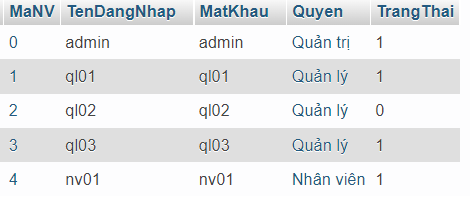 MaNV TenDangNhap MatKhau Quyen TrangThai
0 admin admin Quản trị 1
1 ql01 ql01 Quản lý 1
2 ql02 ql02 Quản lý 0
3 ql03 ql03 Quản lý 1
4 nv01 nv01 Nhân viên 1